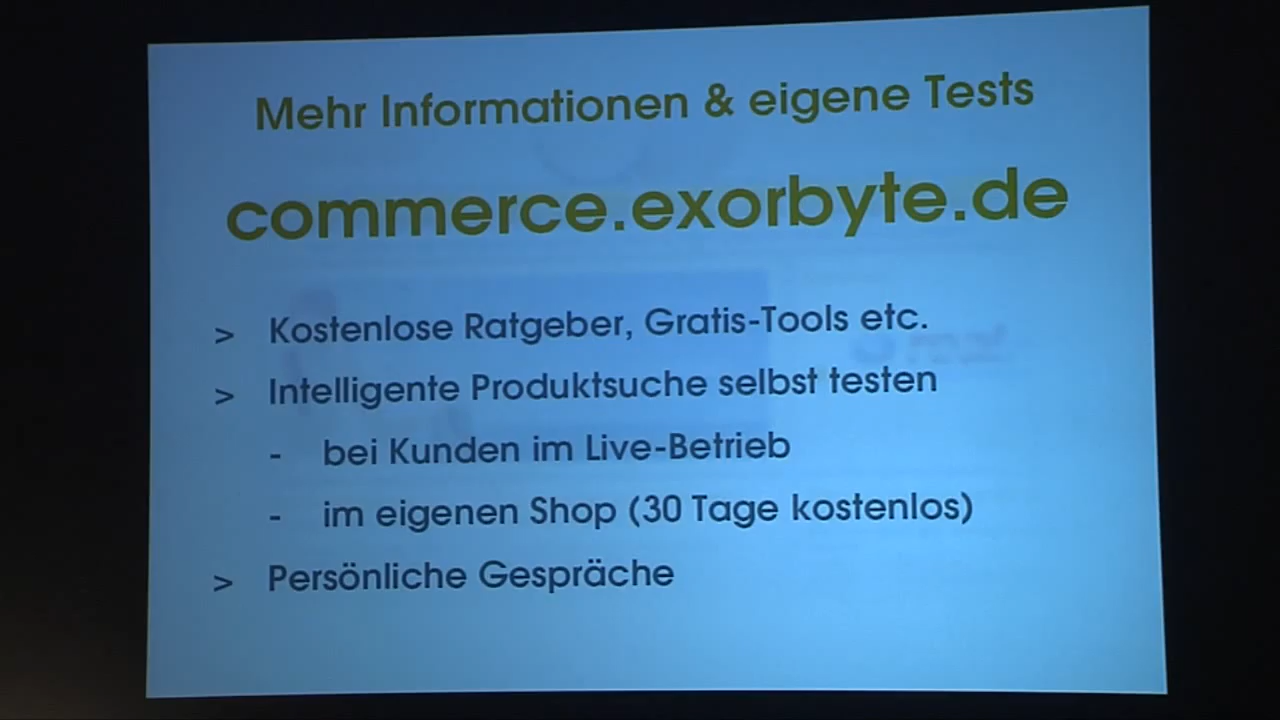 Mehr Informationen & eigene Tests
commerce.exorbyte.de
> Kostenlose Ratgeber, Gratis-Tools etc.
> Intelligente Produktsuche selbst testen
- bei Kunden im Live-Betrieb
- im eigenen Shop (30 Tage kostenlos)
> Persönliche Gespräche